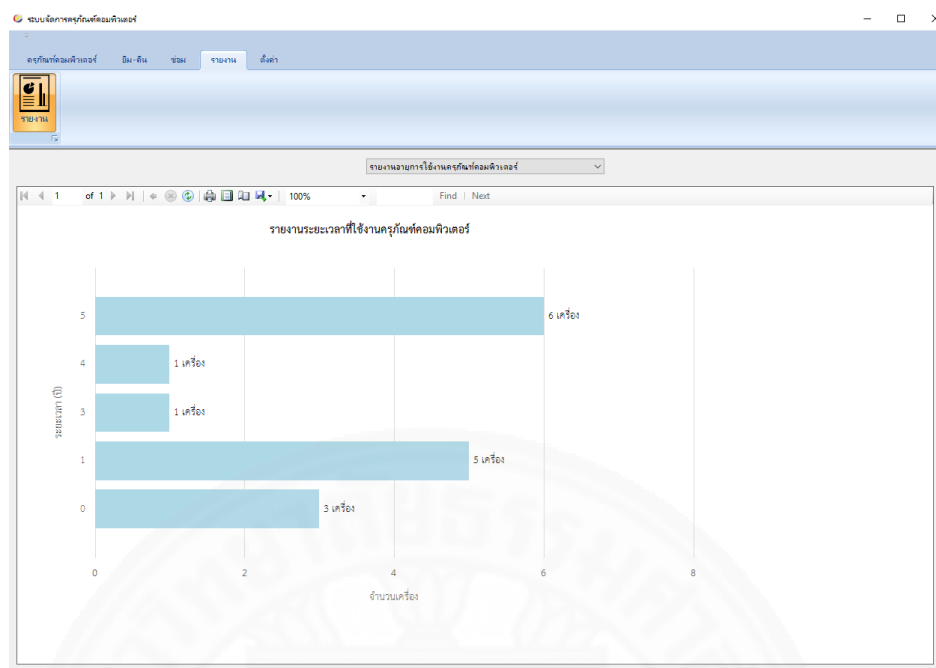 ระบบจัดการครุภัณฑ์คอมพิวเตอร์
ครุภัณฑ์คอมพิวเตอร์ ยืม-คืน ซ่อม รายงาน ตั้งค่า
รายงาน
รายงานอายุการใช้งานครุภัณฑ์คอมพิวเตอร์
1 of 1 100% Find Next
รายงานระยะเวลาที่ใช้งานครุภัณฑ์คอมพิวเตอร์
5 6 เครื่อง
4 1 เครื่อง
ระยะเวลา (ปี)
3 1 เครื่อง
1 5 เครื่อง
0 3 เครื่อง
0 2 4 6 8
จำนวนเครื่อง